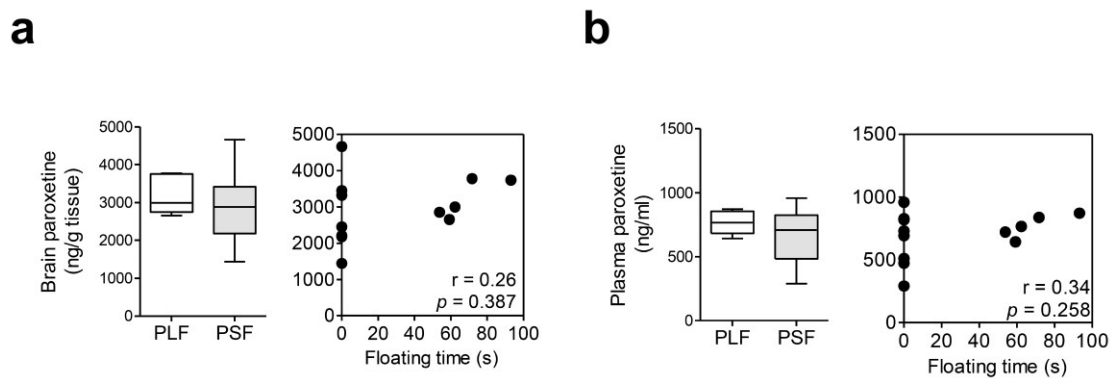 a
b
Brain paroxetine
(ng/g tissue)
5000
4000
3000
2000
1000
0
PLF
PSF
5000
4000
3000
2000
1000
0
r = 0.26
p = 0.387
0
20
40
60
80
100
Floating time (s)
Plasma paroxetine
(ng/ml)
1500
1000
500
0
PLF
PSF
1500
1000
500
0
r = 0.34
p = 0.258
0
20
40
60
80
100
Floating time (s)